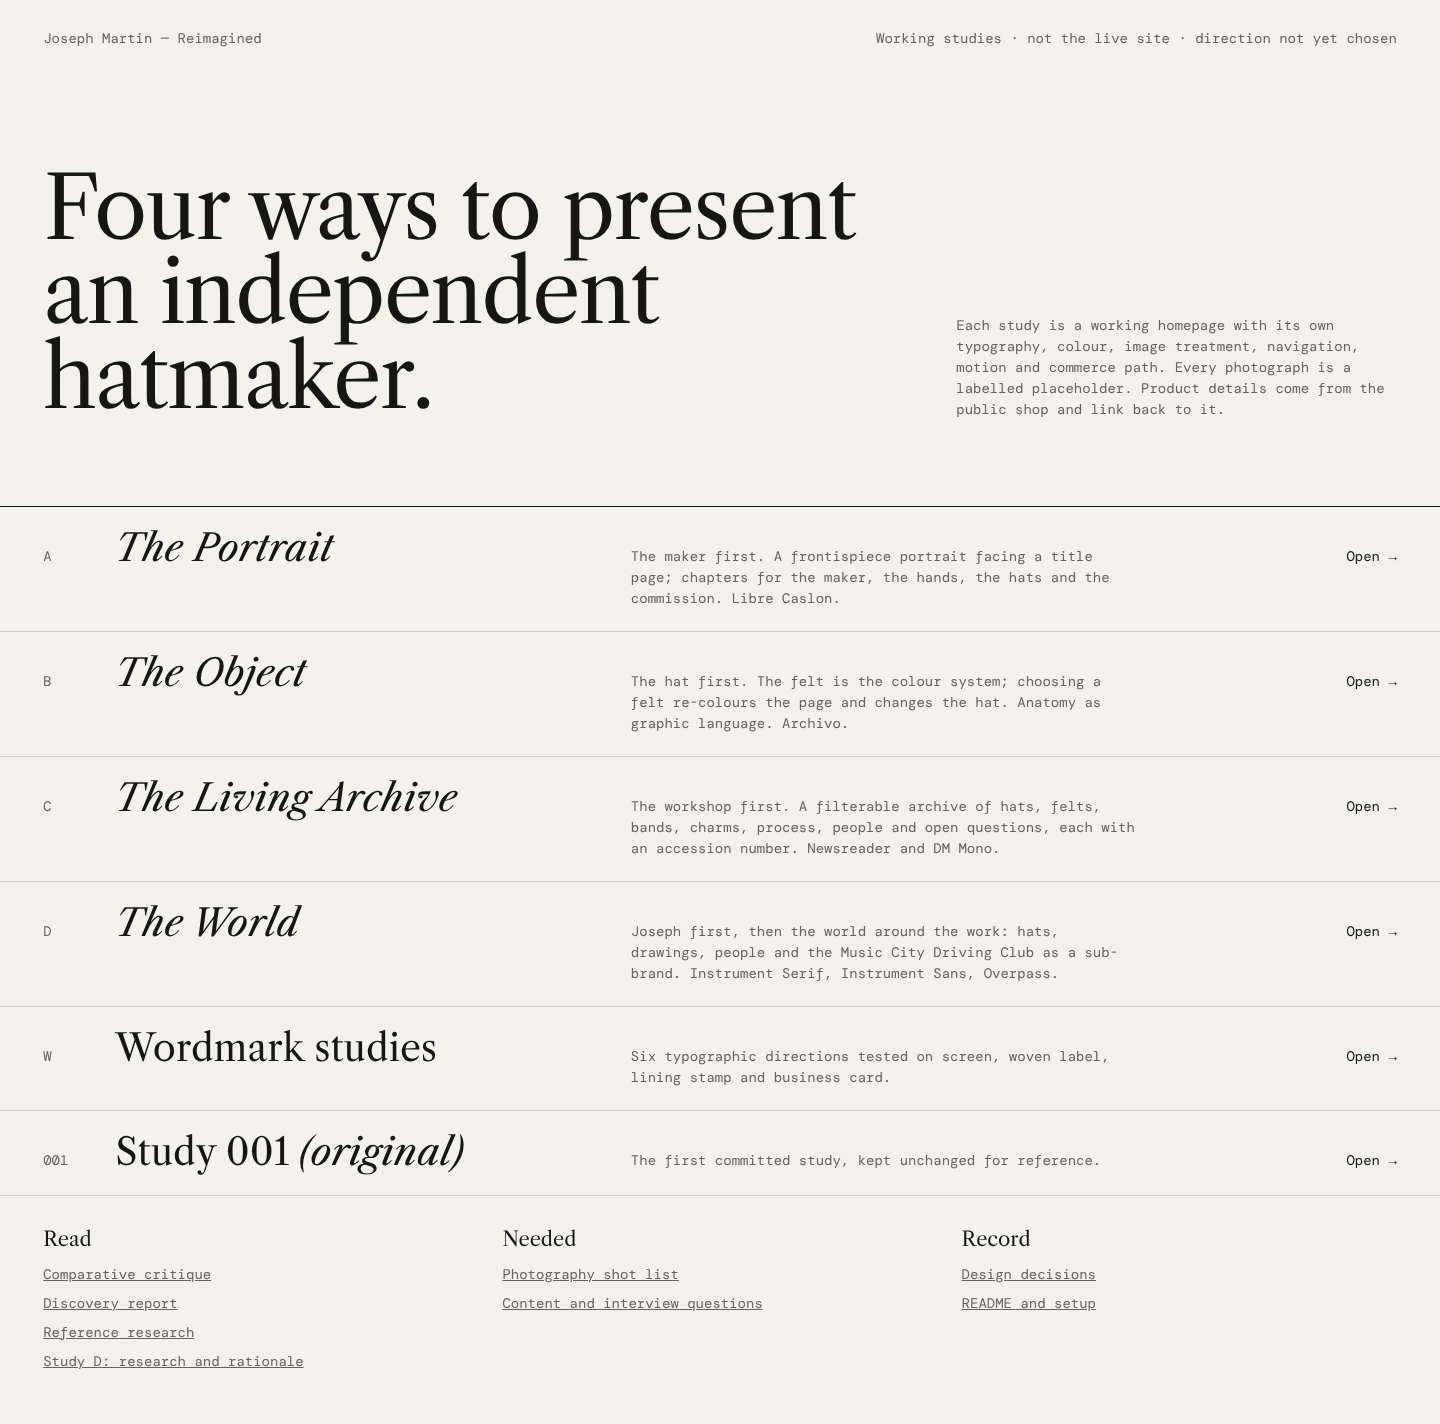 Joseph Martin — Reimagined
Working studies · not the live site · direction not yet chosen
Four ways to present
an independent
hatmaker.
Each study is a working homepage with its own
typography, colour, image treatment, navigation,
motion and commerce path. Every photograph is a
labelled placeholder. Product details come from the
public shop and link back to it.
A
The Portrait
The maker first. A frontispiece portrait facing a title
page; chapters for the maker, the hands, the hats and the
commission. Libre Caslon.
Open →
B
The Object
The hat first. The felt is the colour system; choosing a
felt re-colours the page and changes the hat. Anatomy as
graphic language. Archivo.
Open →
C
The Living Archive
The workshop first. A filterable archive of hats, felts,
bands, charms, process, people and open questions, each with
an accession number. Newsreader and DM Mono.
Open →
D
The World
Joseph first, then the world around the work: hats,
drawings, people and the Music City Driving Club as a sub-
brand. Instrument Serif, Instrument Sans, Overpass.
Open →
W
Wordmark studies
Six typographic directions tested on screen, woven label,
lining stamp and business card.
Open →
001
Study 001 (original)
The first committed study, kept unchanged for reference.
Open →
Read
Comparative critique
Discovery report
Reference research
Study D: research and rationale
Needed
Photography shot list
Content and interview questions
Record
Design decisions
README and setup